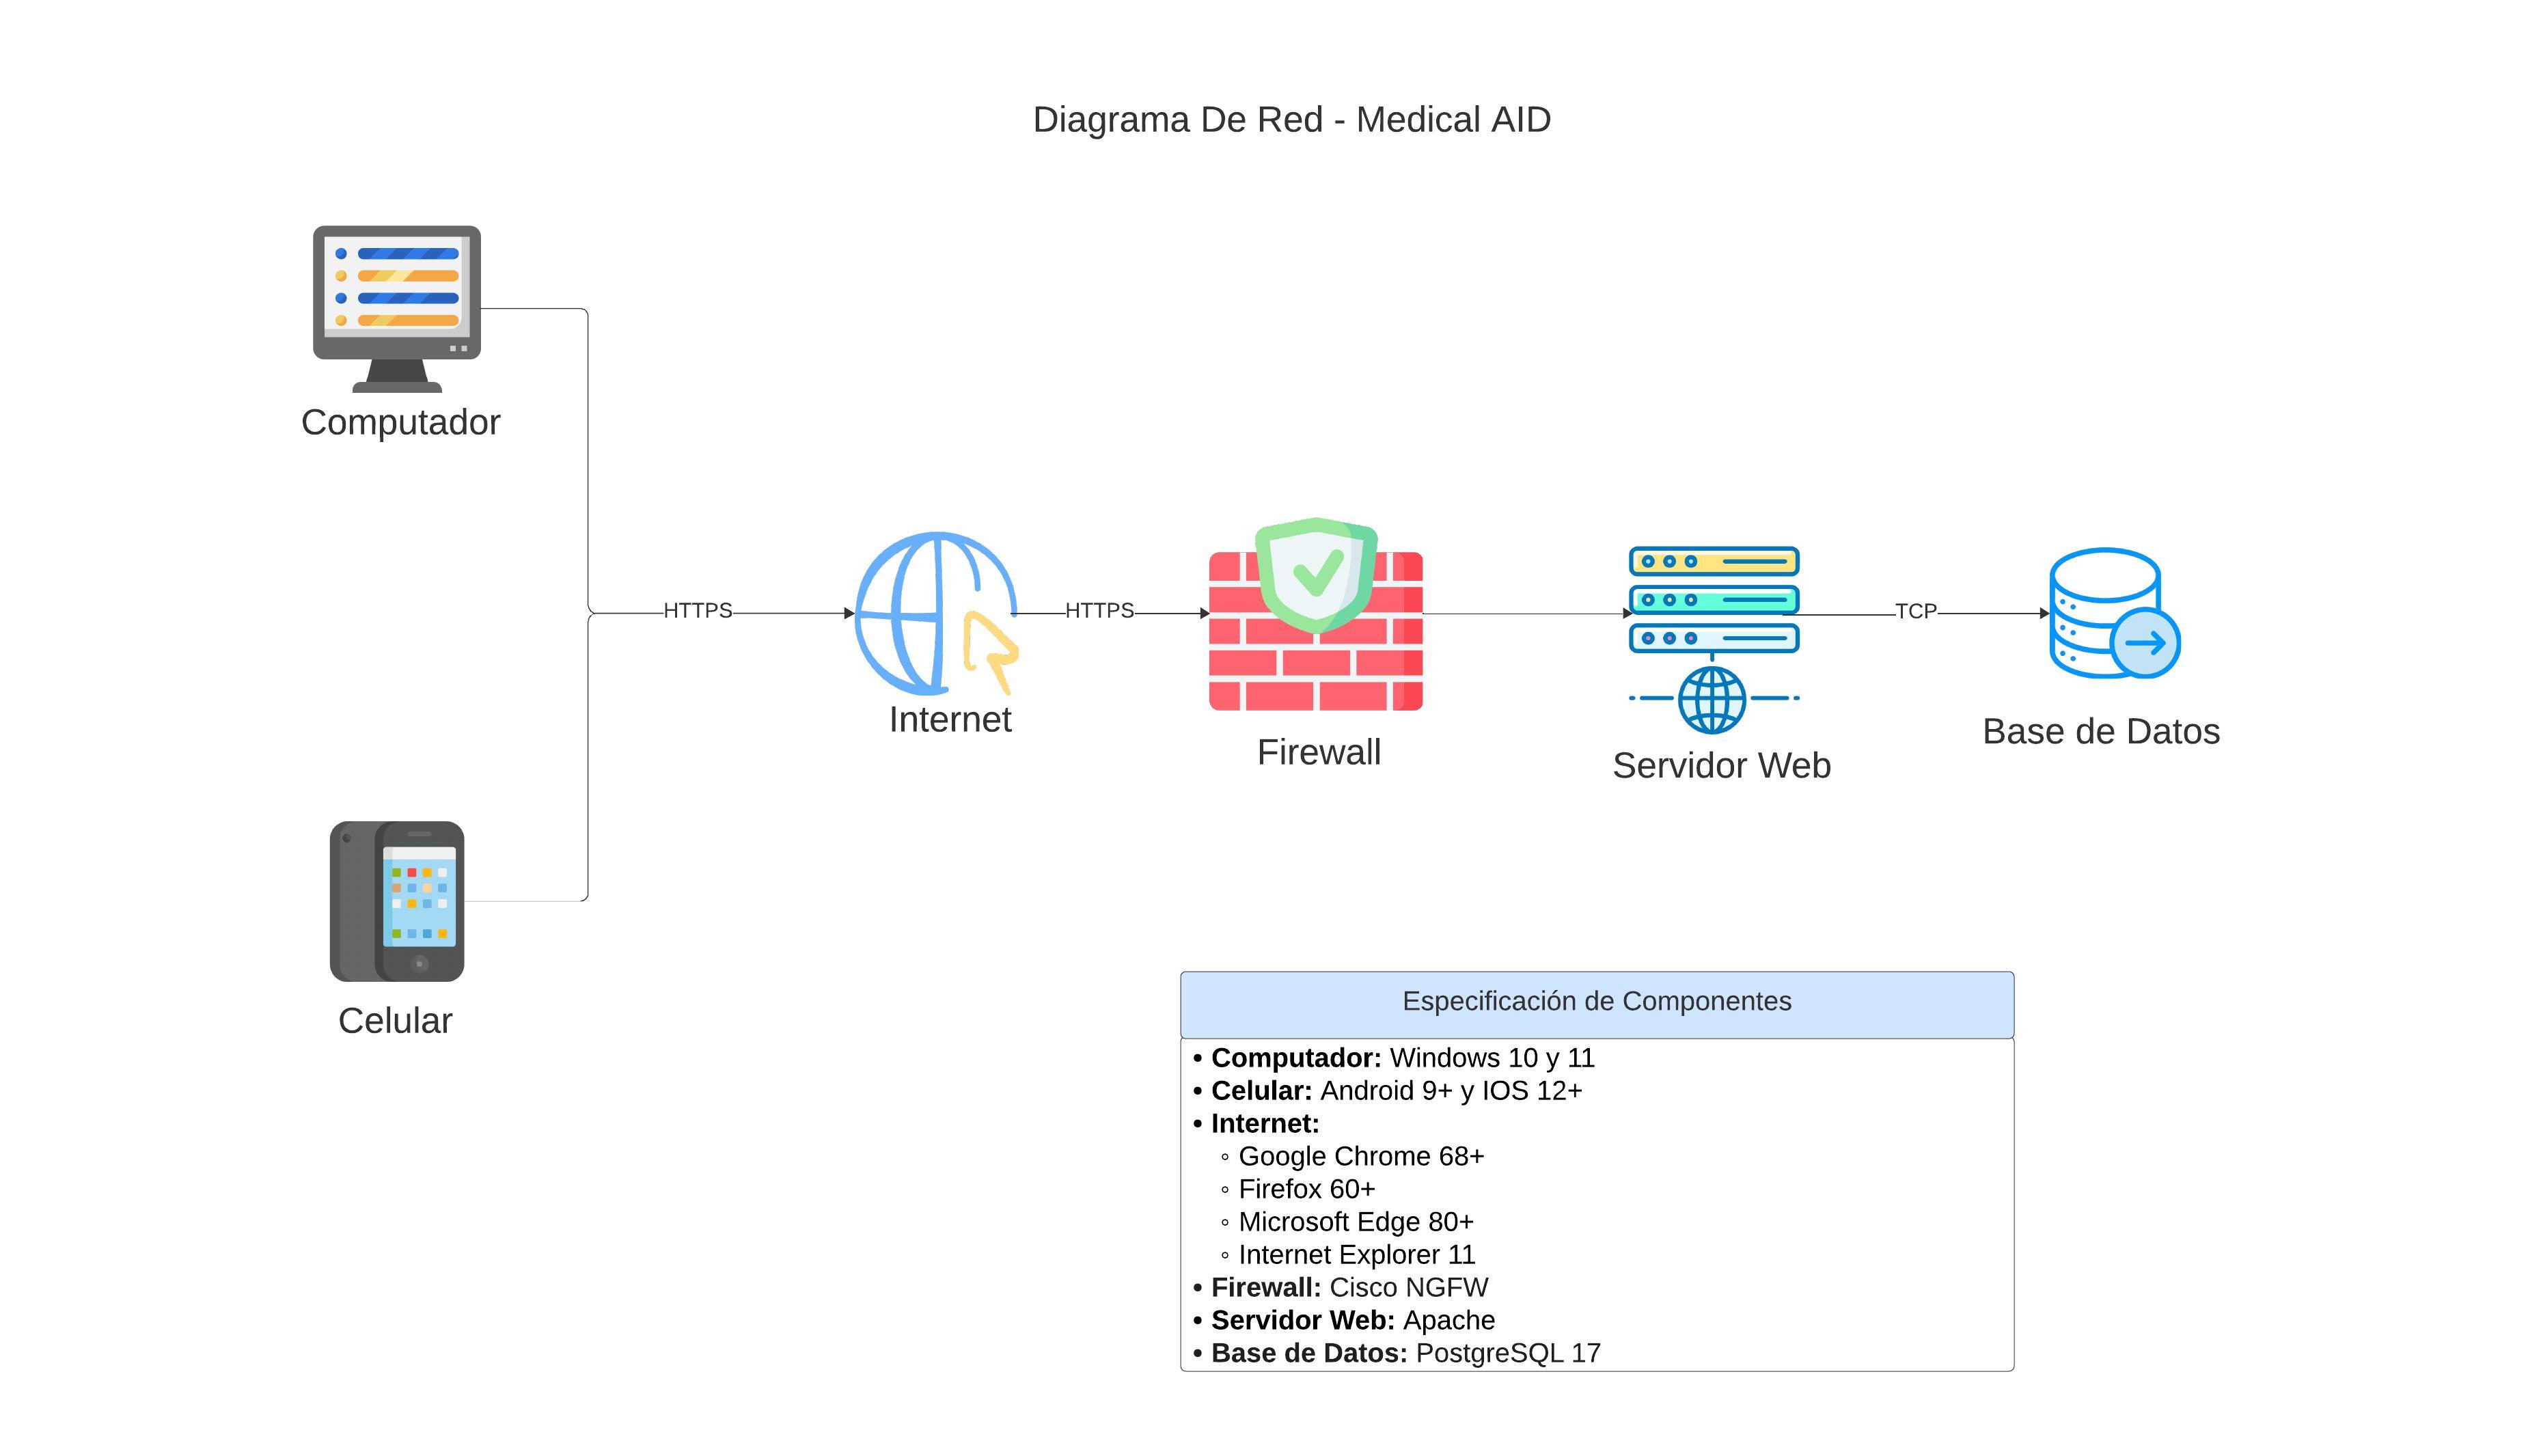 Diagrama De Red - Medical AID
Computador
HTTPS
HTTPS
TCP
Internet
Firewall
Servidor Web
Base de Datos
Celular
Especificación de Componentes
• Computador: Windows 10 y 11
• Celular: Android 9+ y IOS 12+
• Internet:
◦ Google Chrome 68+
◦ Firefox 60+
◦ Microsoft Edge 80+
◦ Internet Explorer 11
• Firewall: Cisco NGFW
• Servidor Web: Apache
• Base de Datos: PostgreSQL 17